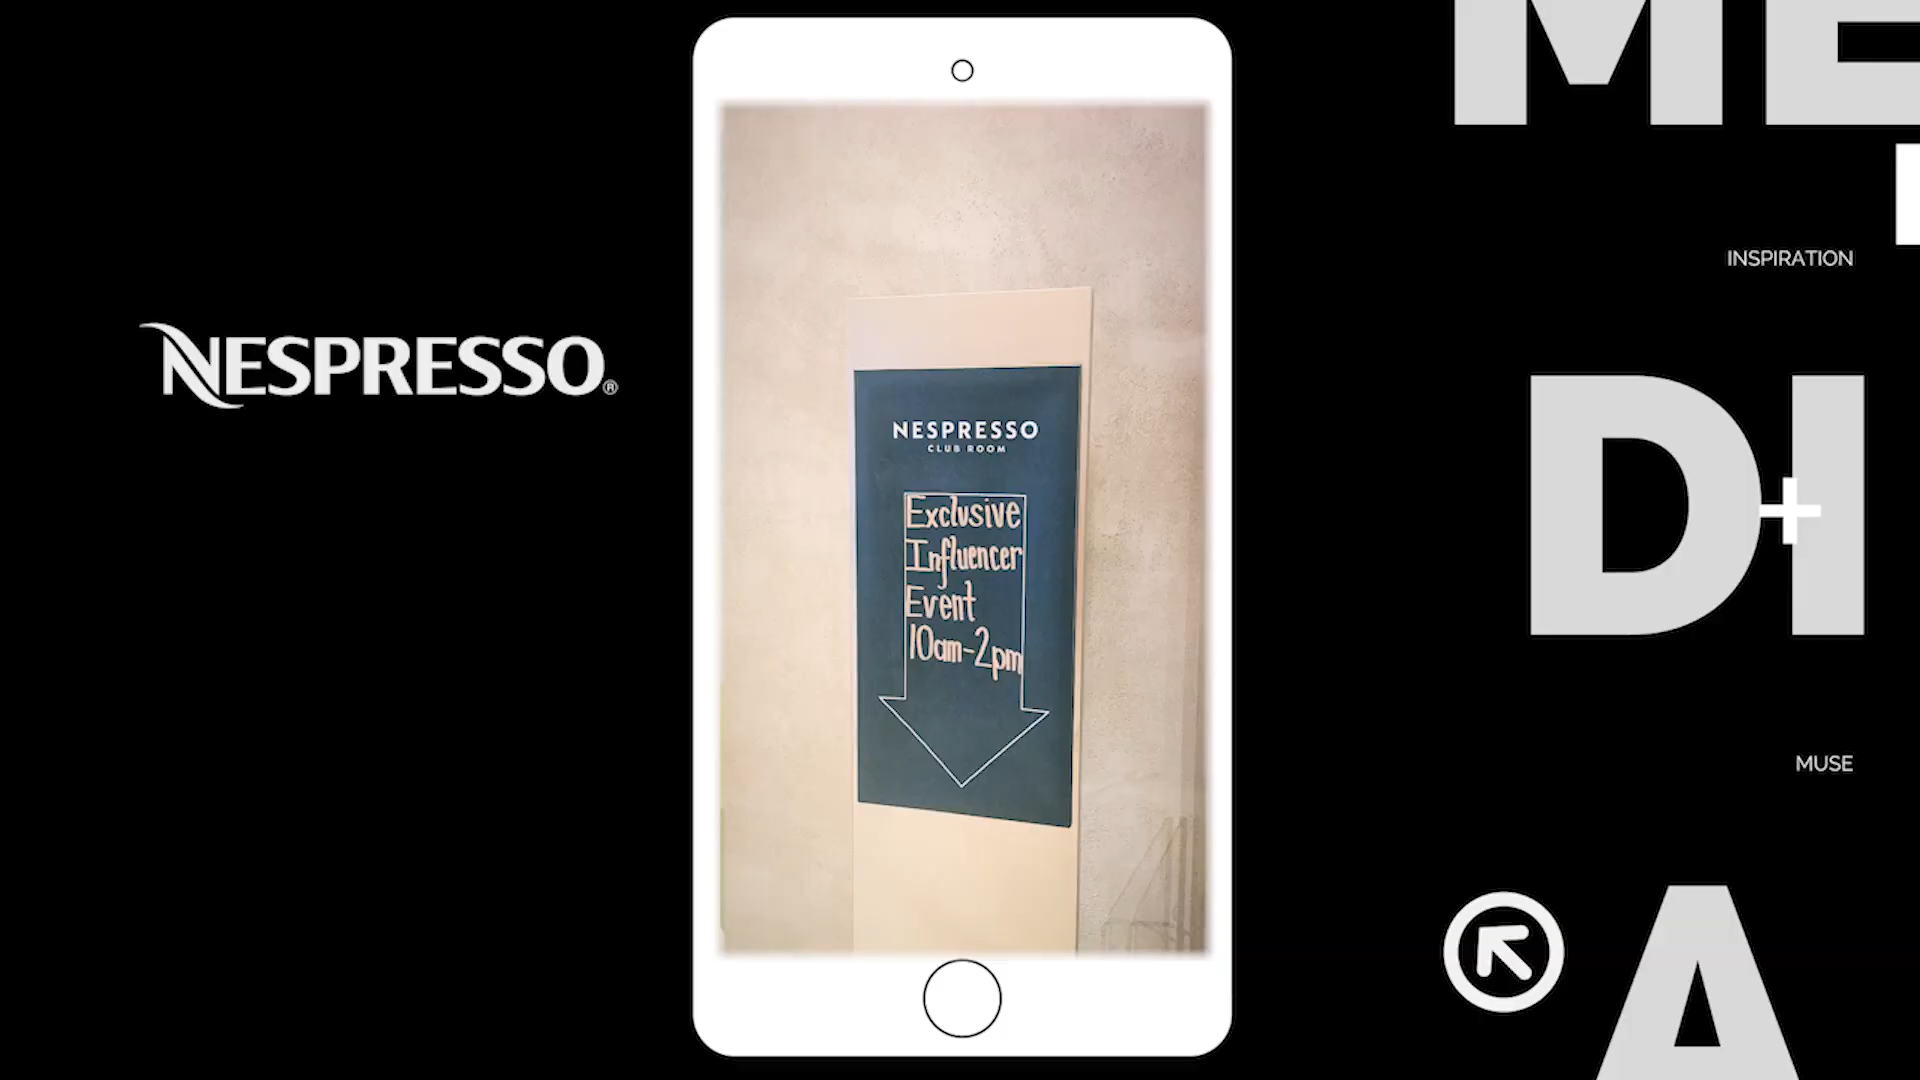 NESPRESSO®
NESPRESSO
CLUB ROOM
Exclusive
Influencer
Event
10am-2pm
ME
INSPIRATION
DI
+
MUSE
A